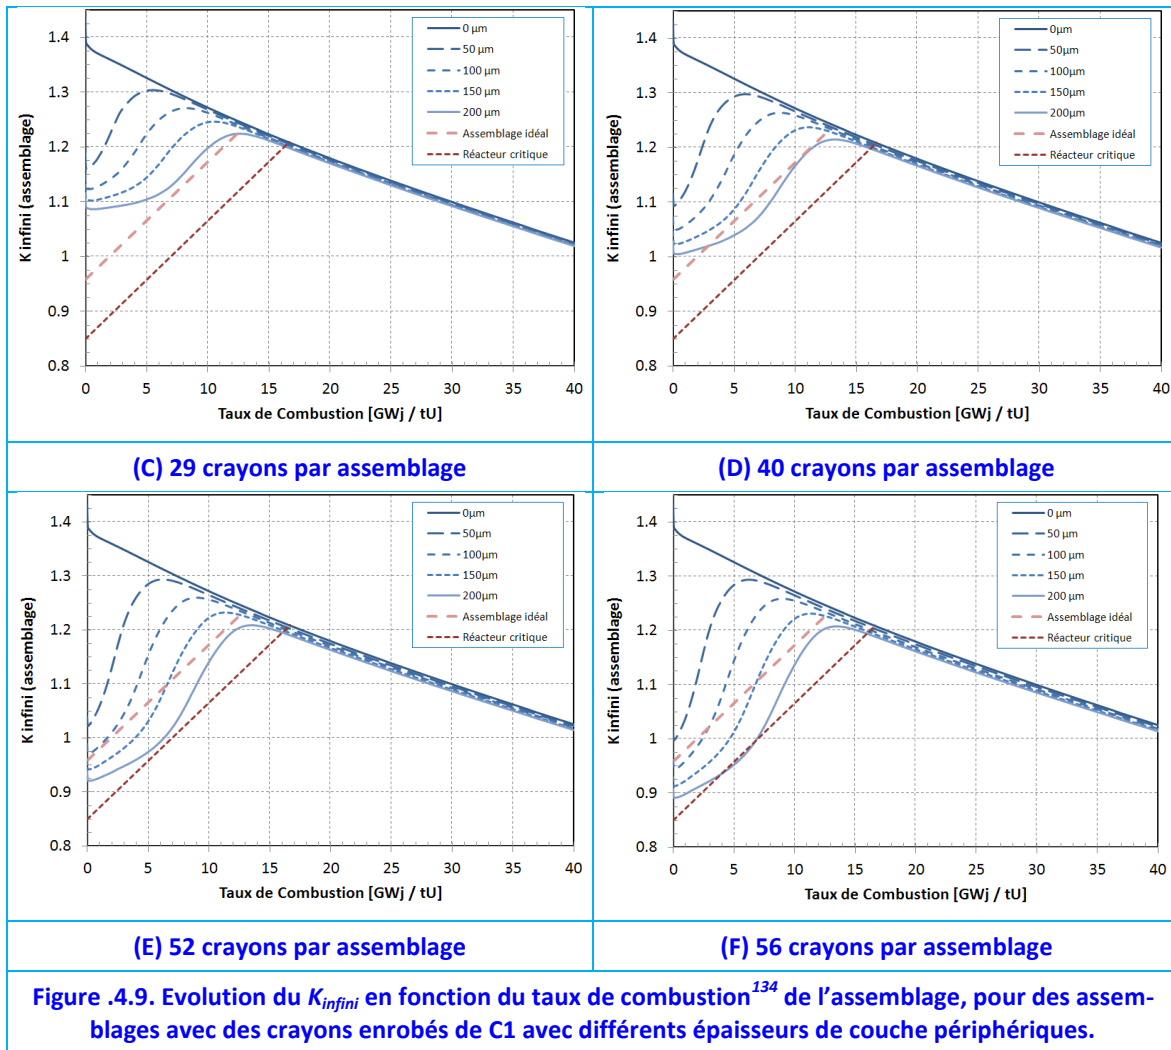 1.4
1.3
1.2
1.1
1
0.9
0.8
K infini (assemblage)
0 μm
50 μm
100 μm
150 μm
200 μm
Assemblage idéal
Réacteur critique
0 5 10 15 20 25 30 35 40
Taux de Combustion [GWj / tU]
(C) 29 crayons par assemblage
1.4
1.3
1.2
1.1
1
0.9
0.8
K infini (assemblage)
0 μm
50μm
100μm
150μm
200 μm
Assemblage idéal
Réacteur critique
0 5 10 15 20 25 30 35 40
Taux de Combustion [GWj / tU]
(D) 40 crayons par assemblage
1.4
1.3
1.2
1.1
1
0.9
0.8
K infini (assemblage)
0μm
50 μm
100μm
150μm
200 μm
Assemblage idéal
Réacteur critique
0 5 10 15 20 25 30 35 40
Taux de Combustion [GWj / tU]
(E) 52 crayons par assemblage
1.4
1.3
1.2
1.1
1
0.9
0.8
K infini (assemblage)
0 μm
50 μm
100 μm
150μm
200 μm
Assemblage idéal
Réacteur critique
0 5 10 15 20 25 30 35 40
Taux de Combustion [GWj / tU]
(F) 56 crayons par assemblage
Figure .4.9. Evolution du Kinfini en fonction du taux de combustion134 de l’assemblage, pour des assem-
blages avec des crayons enrobés de C1 avec différents épaisseurs de couche périphériques.